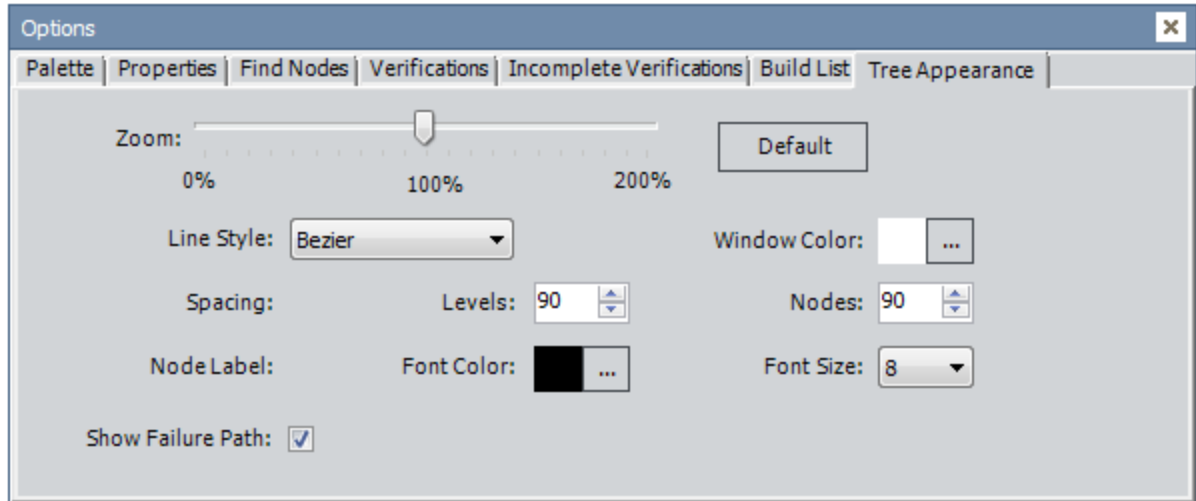 Options
Palette Properties Find Nodes Verifications Incomplete Verifications Build List Tree Appearance
Zoom: Default
0% 100% 200%
Line Style: Bezier Window Color: ...
Spacing: Levels: 90 Nodes: 90
Node Label: Font Color: ... Font Size: 8
Show Failure Path: